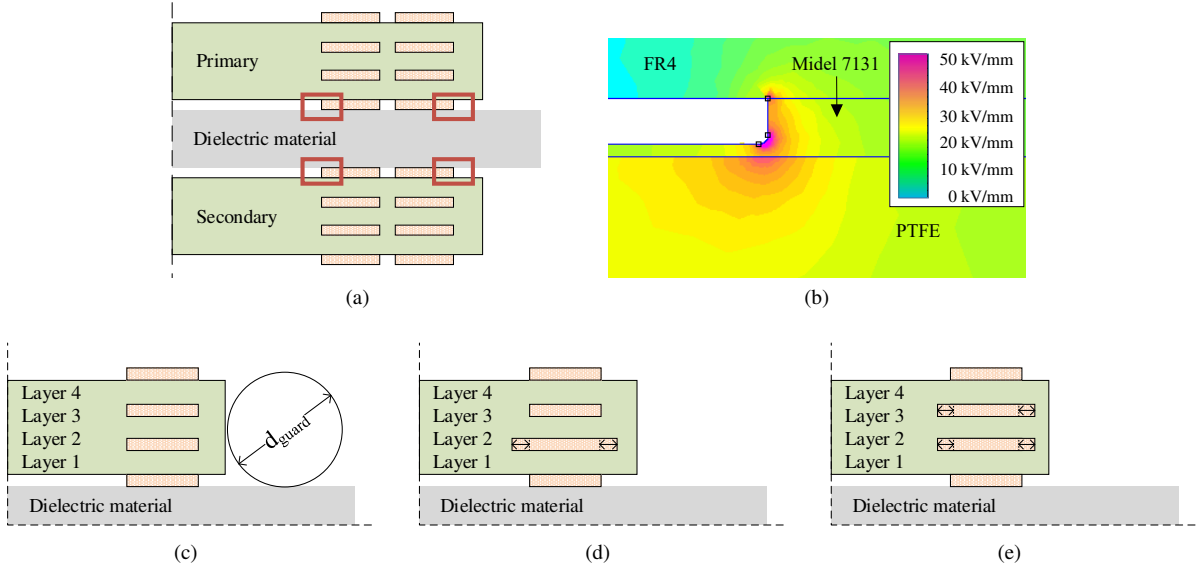 Primary
Dielectric material
Secondary
(a)
FR4
Midel 7131
50 kV/mm
40 kV/mm
30 kV/mm
20 kV/mm
10 kV/mm
0 kV/mm
PTFE
(b)
Layer 4
Layer 3
Layer 2
Layer 1
dguard
Dielectric material
(c)
Layer 4
Layer 3
Layer 2
Layer 1
Dielectric material
(d)
Layer 4
Layer 3
Layer 2
Layer 1
Dielectric material
(e)